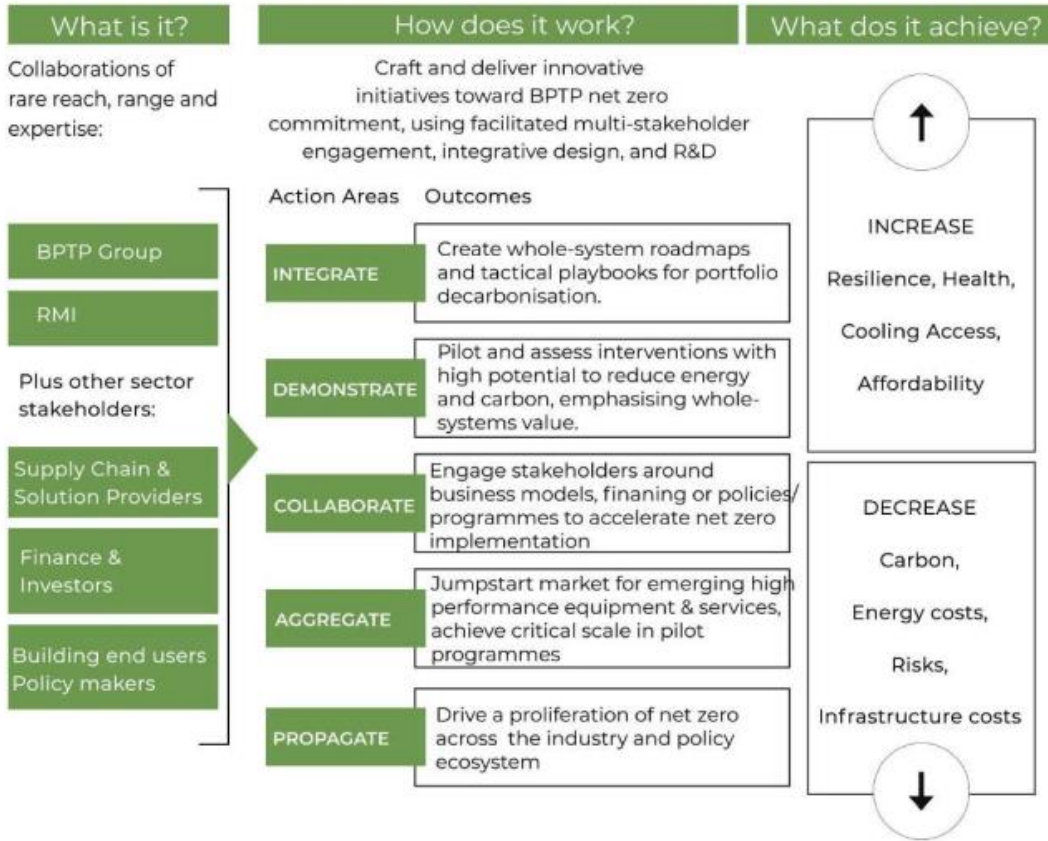 What is it?
Collaborations of
rare reach, range and
expertise:
BPTP Group
RMI
Plus other sector
stakeholders:
Supply Chain &
Solution Providers
Finance &
Investors
Building end users
Policy makers
How does it work?
Craft and deliver innovative
initiatives toward BPTP net zero
commitment, using facilitated multi-stakeholder
engagement, integrative design, and R&D
Action Areas
Outcomes
INTEGRATE
Create whole-system roadmaps
and tactical playbooks for portfolio
decarbonisation.
DEMONSTRATE
Pilot and assess interventions with
high potential to reduce energy
and carbon, emphasising whole-
systems value.
COLLABORATE
Engage stakeholders around
business models, finaning or policies/
programmes to accelerate net zero
implementation
AGGREGATE
Jumpstart market for emerging high
performance equipment & services,
achieve critical scale in pilot
programmes
PROPAGATE
Drive a proliferation of net zero
across the industry and policy
ecosystem
What dos it achieve?
INCREASE
Resilience, Health,
Cooling Access,
Affordability
DECREASE
Carbon,
Energy costs,
Risks,
Infrastructure costs